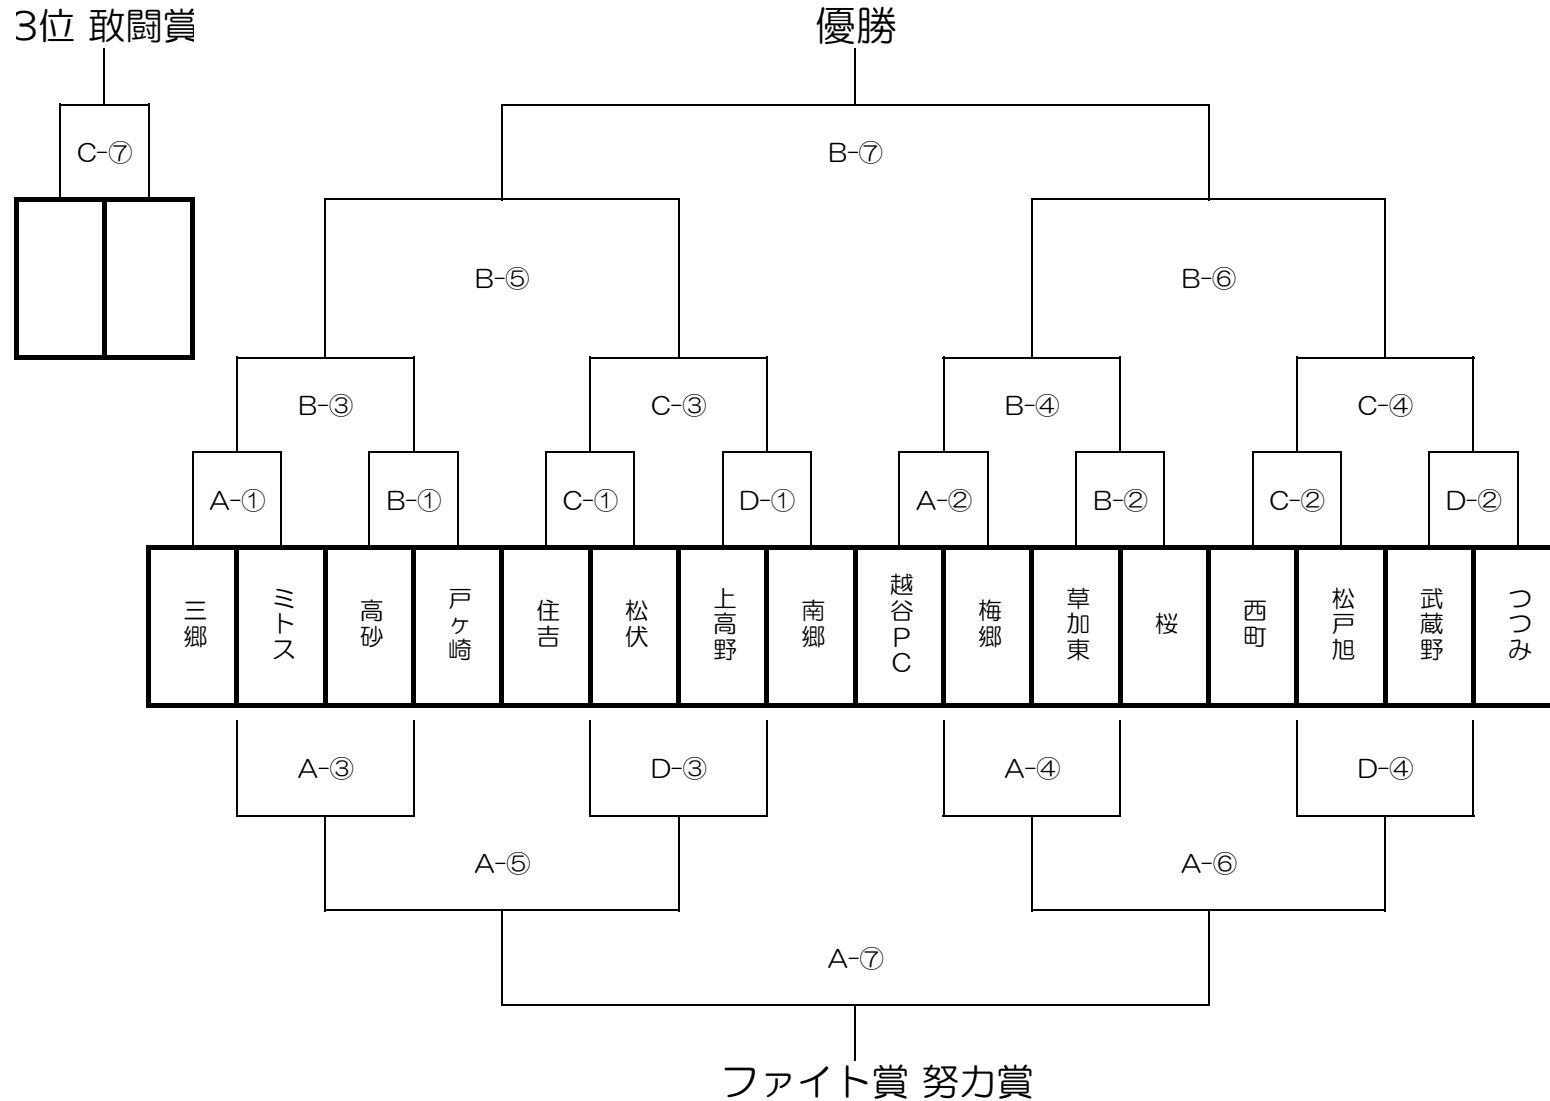 3位 敢闘賞
優勝
C-⑦
B-⑦
B-⑤
B-⑥
B-③
C-③
B-④
C-④
A-①
B-①
C-①
D-①
A-②
B-②
C-②
D-②
三郷
ミトス
高砂
戸ヶ崎
住吉
松伏
上高野
南郷
越谷PC
梅郷
草加東
桜
西町
松戸旭
武蔵野
つつみ
A-③
D-③
A-④
D-④
A-⑤
A-⑥
A-⑦
ファイト賞 努力賞